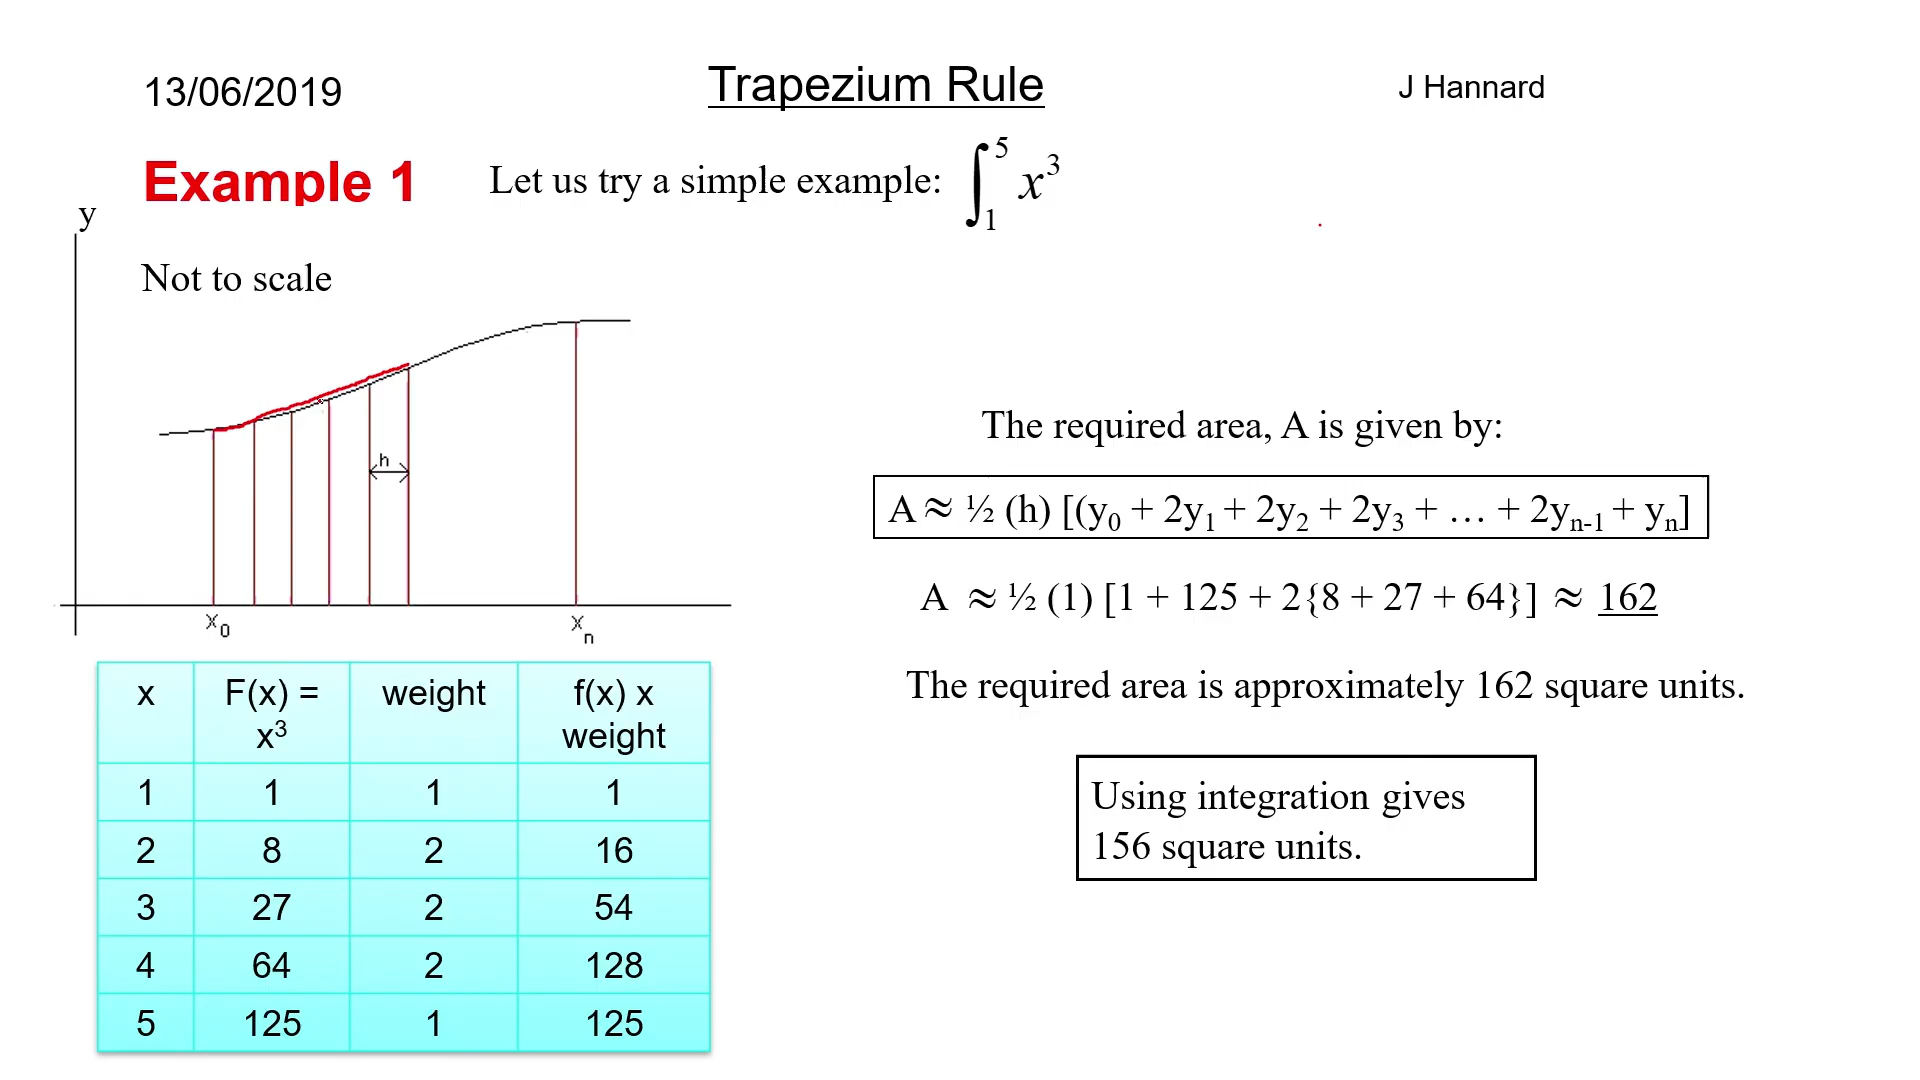 13/06/2019
Trapezium Rule
J Hannard
Example 1
Let us try a simple example: ∫₁⁵ x³
y
Not to scale
h
x₀
xₙ
The required area, A is given by:
A ≈ ½ (h) [(y₀ + 2y₁ + 2y₂ + 2y₃ + … + 2yₙ₋₁ + yₙ]
A ≈ ½ (1) [1 + 125 + 2{8 + 27 + 64}] ≈ 162
The required area is approximately 162 square units.
Using integration gives
156 square units.
x F(x) = x³ weight f(x) x weight
1 1 1 1
2 8 2 16
3 27 2 54
4 64 2 128
5 125 1 125